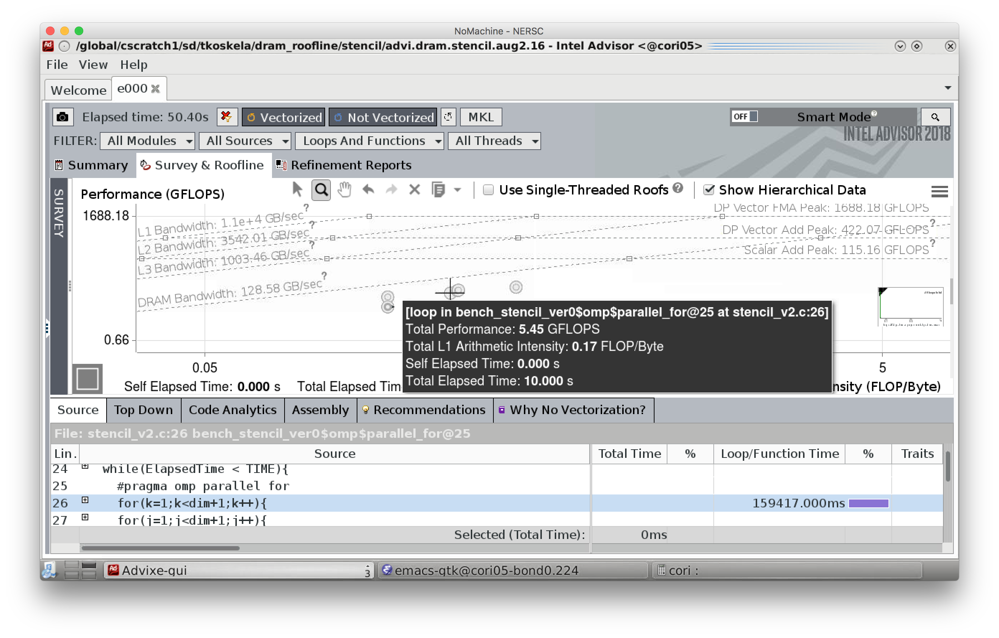 NoMachine - NERSC
/global/cscratch1/sd/tkoskela/dram_roofline/stencil/advi.dram.stencil.aug2.16 - Intel Advisor <@cori05>
File View Help
Welcome e000
Elapsed time: 50.40s Vectorized Not Vectorized MKL OFF Smart Mode
INTEL ADVISOR 2018
FILTER: All Modules All Sources Loops And Functions All Threads
Summary Survey & Roofline Refinement Reports
SURVEY
Performance (GFLOPS) Use Single-Threaded Roofs ? Show Hierarchical Data
1688.18
L1 Bandwidth: 1.1e+4 GB/sec ?
DP Vector FMA Peak: 1688.18 GFLOPS
L2 Bandwidth: 3542.01 GB/sec ?
DP Vector Add Peak: 422.07 GFLOPS ?
L3 Bandwidth: 1003.46 GB/sec ?
Scalar Add Peak: 115.16 GFLOPS ?
DRAM Bandwidth: 128.58 GB/sec ?
[loop in bench_stencil_ver0$omp$parallel_for@25 at stencil_v2.c:26]
Total Performance: 5.45 GFLOPS
Total L1 Arithmetic Intensity: 0.17 FLOP/Byte
Self Elapsed Time: 0.000 s
Total Elapsed Time: 10.000 s
0.66
0.05 5
Self Elapsed Time: 0.000 s Total Elapsed Tim nsity (FLOP/Byte)
Source Top Down Code Analytics Assembly Recommendations Why No Vectorization?
File: stencil_v2.c:26 bench_stencil_ver0$omp$parallel_for@25
Lin. Source Total Time % Loop/Function Time % Traits
24 while(ElapsedTime < TIME){
25 #pragma omp parallel for
26 for(k=1;k<dim+1;k++){ 159417.000ms
27 for(j=1;j<dim+1;j++){
Selected (Total Time): 0ms
Advixe-gui 3 emacs-gtk@cori05-bond0.224 cori :